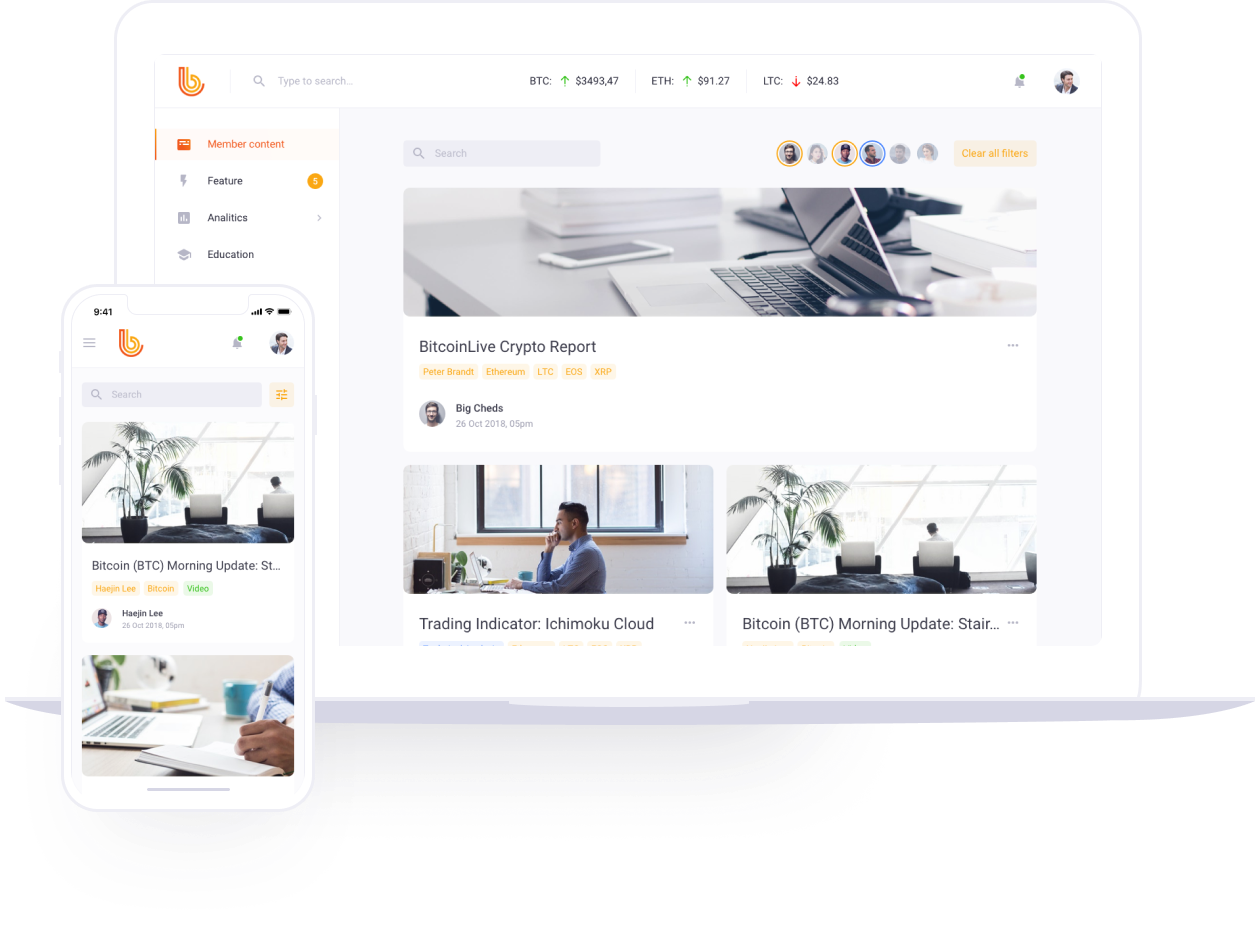 Type to search...
BTC: $3493,47 ETH: $91.27 LTC: $24.83
Member content
Feature 5
Analitics
Education
Search
Clear all filters
BitcoinLive Crypto Report
Peter Brandt Ethereum LTC EOS XRP
Big Cheds
26 Oct 2018, 05pm
Trading Indicator: Ichimoku Cloud
Bitcoin (BTC) Morning Update: Stair...
9:41
Search
Bitcoin (BTC) Morning Update: St...
Haejin Lee Bitcoin Video
Haejin Lee
26 Oct 2018, 05pm